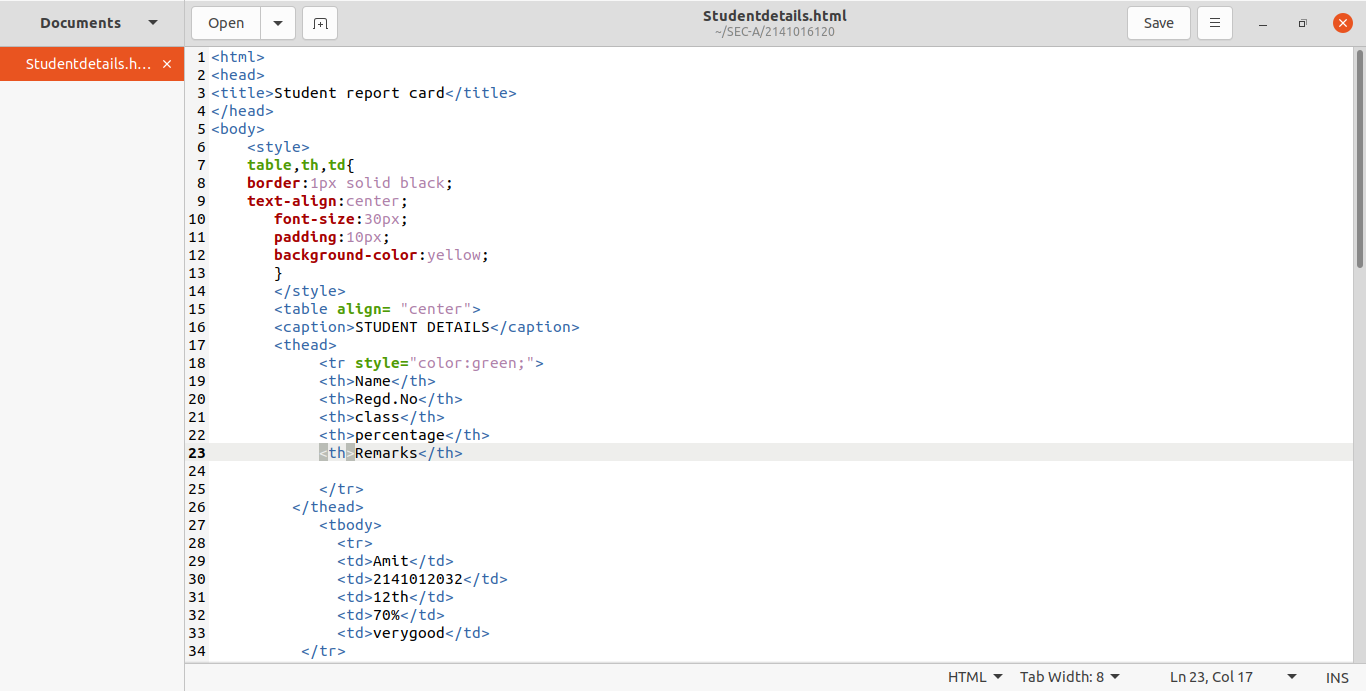 Documents
Open
Studentdetails.html
~/SEC-A/2141016120
Save
Studentdetails.h...
1 <html>
2 <head>
3 <title>Student report card</title>
4 </head>
5 <body>
6     <style>
7     table,th,td{
8     border:1px solid black;
9     text-align:center;
10        font-size:30px;
11        padding:10px;
12        background-color:yellow;
13        }
14        </style>
15        <table align= "center">
16        <caption>STUDENT DETAILS</caption>
17        <thead>
18             <tr style="color:green;">
19             <th>Name</th>
20             <th>Regd.No</th>
21             <th>class</th>
22             <th>percentage</th>
23             <th>Remarks</th>
24
25             </tr>
26          </thead>
27             <tbody>
28               <tr>
29               <td>Amit</td>
30               <td>2141012032</td>
31               <td>12th</td>
32               <td>70%</td>
33               <td>verygood</td>
34           </tr>
HTML Tab Width: 8 Ln 23, Col 17 INS